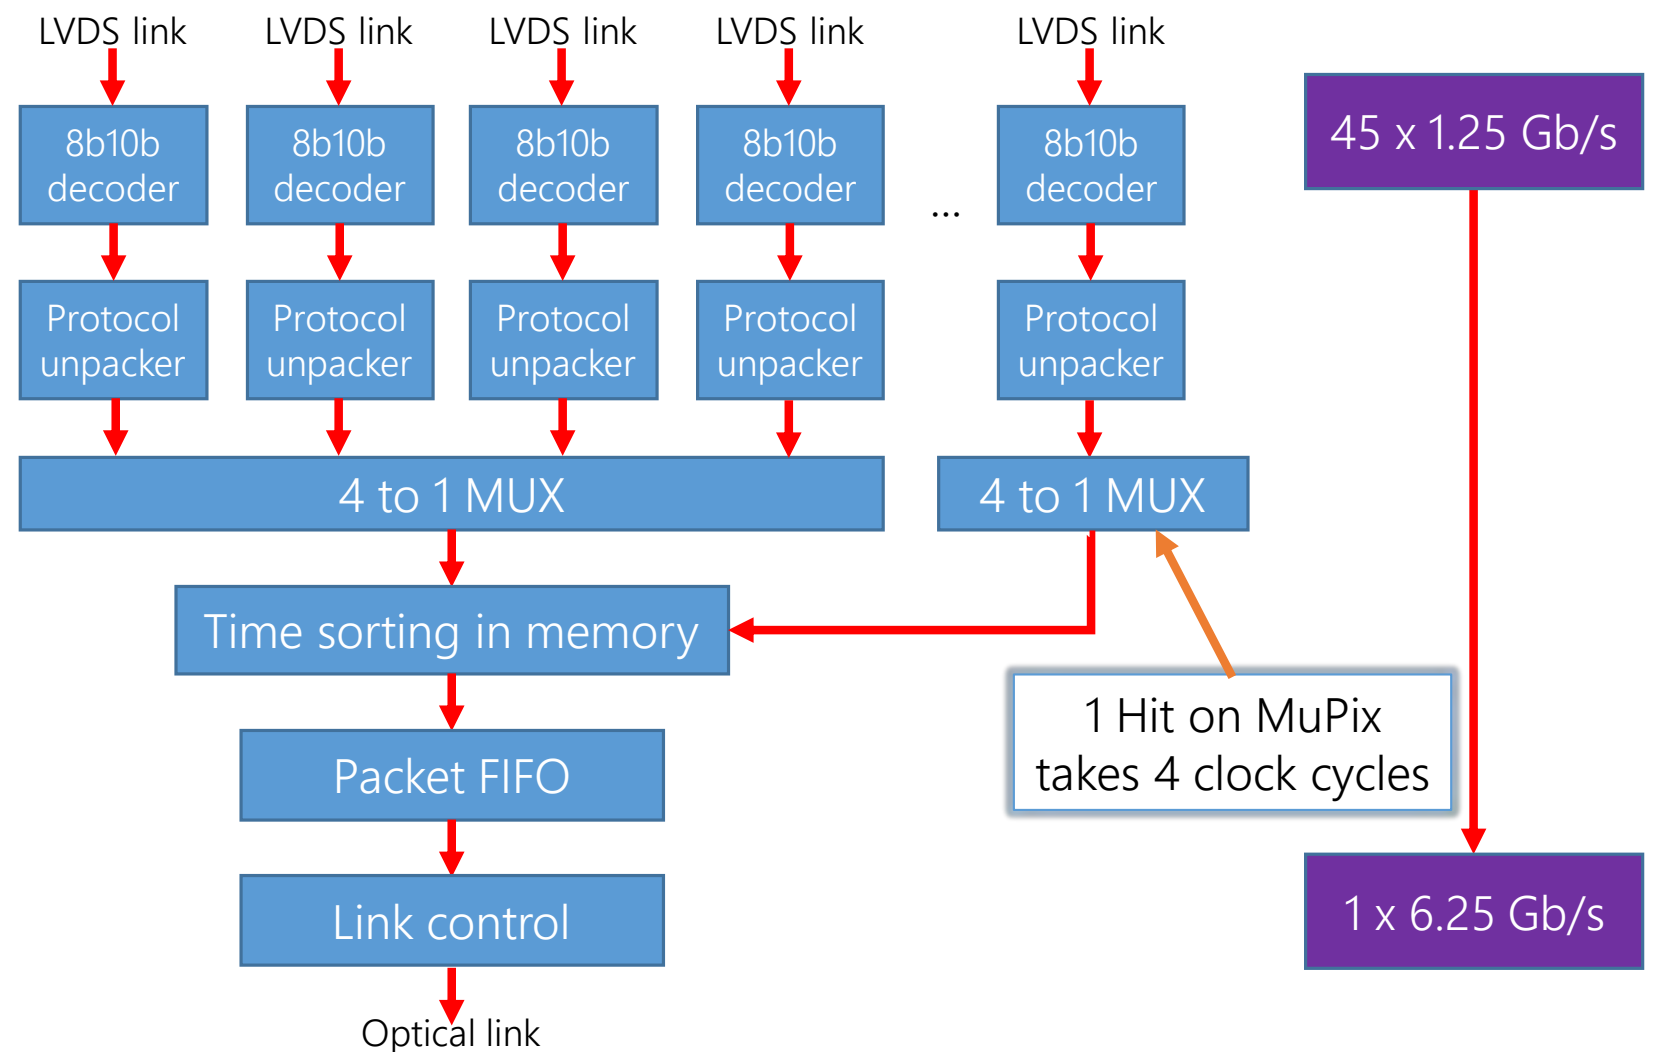 LVDS link
LVDS link
LVDS link
LVDS link
LVDS link
8b10b
decoder
8b10b
decoder
8b10b
decoder
8b10b
decoder
...
8b10b
decoder
45 x 1.25 Gb/s
Protocol
unpacker
Protocol
unpacker
Protocol
unpacker
Protocol
unpacker
Protocol
unpacker
4 to 1 MUX
4 to 1 MUX
Time sorting in memory
1 Hit on MuPix
takes 4 clock cycles
Packet FIFO
Link control
1 x 6.25 Gb/s
Optical link